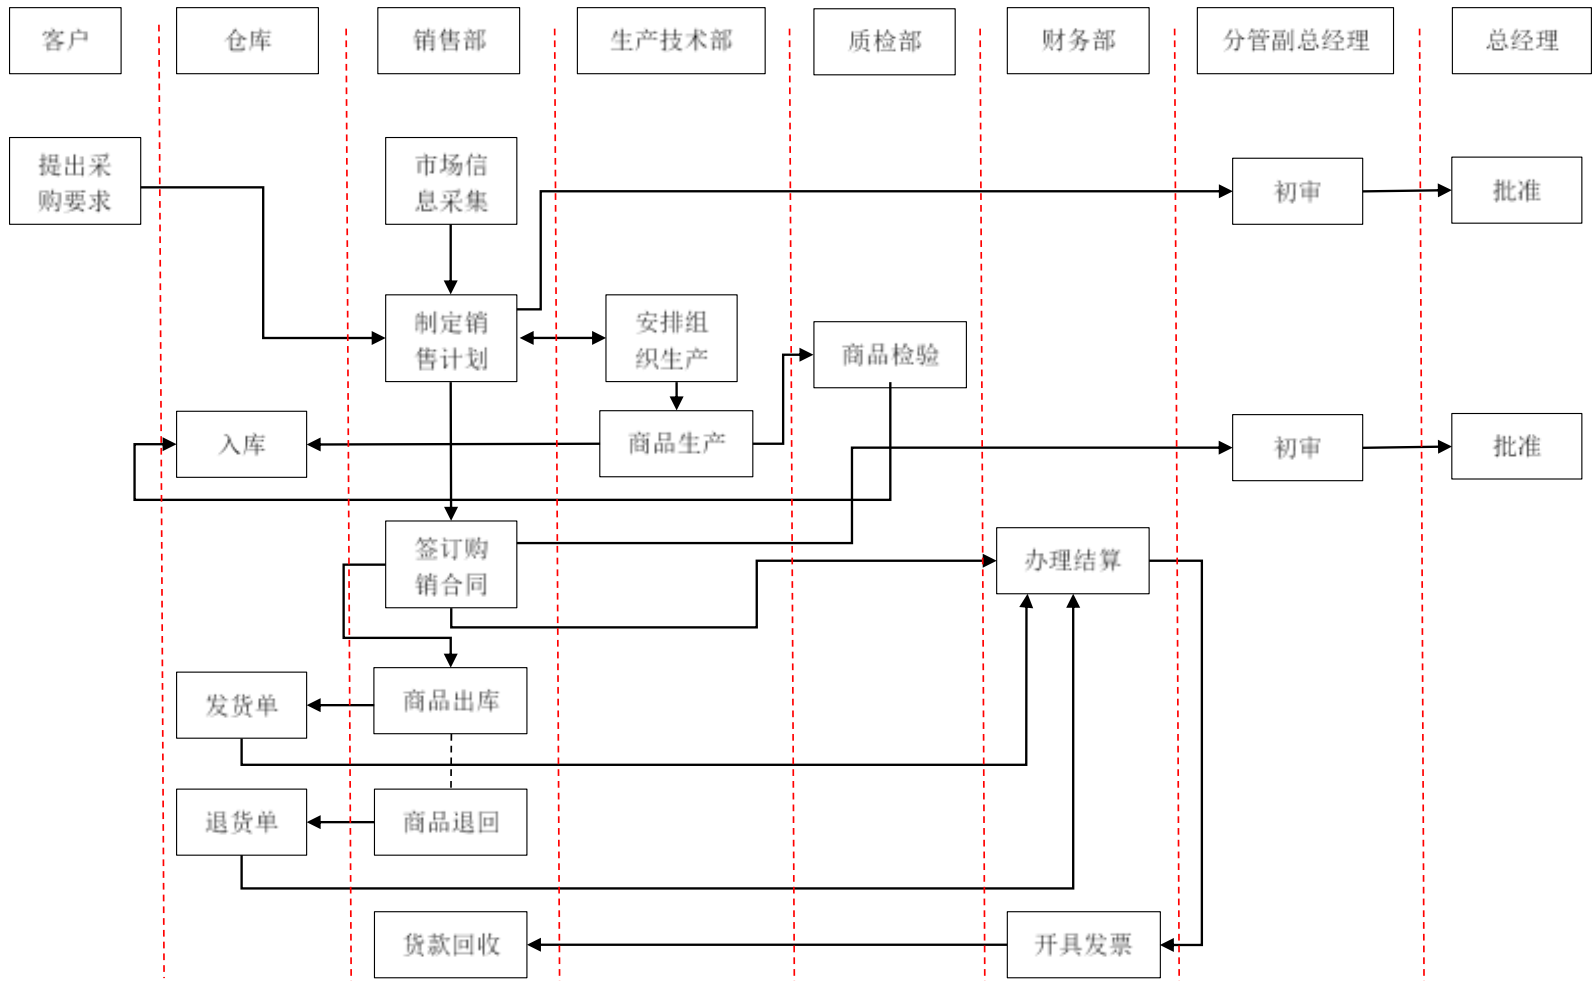 客户
仓库
销售部
生产技术部
质检部
财务部
分管副总经理
总经理
提出采
购要求
市场信
息采集
初审
批准
制定销
售计划
安排组
织生产
商品检验
入库
商品生产
初审
批准
签订购
销合同
办理结算
发货单
商品出库
退货单
商品退回
货款回收
开具发票